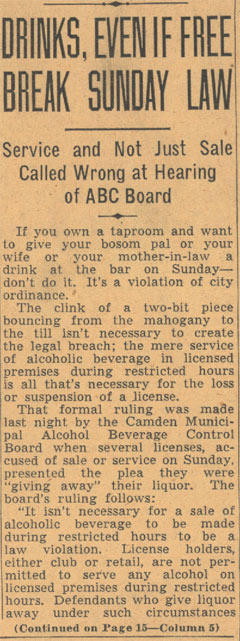 DRINKS, EVEN IF FREE
BREAK SUNDAY LAW
Service and Not Just Sale
Called Wrong at Hearing
of ABC Board
If you own a taproom and want
to give your bosom pal or your
wife or your mother-in-law a
drink at the bar on Sunday—
don't do it. It's a violation of city
ordinance.
The clink of a two-bit piece
bouncing from the mahogany to
the till isn't necessary to create
the legal breach; the mere service
of alcoholic beverage in licensed
premises during restricted hours
is all that's necessary for the loss
or suspension of a license.
That formal ruling was made
last night by the Camden Munici-
pal Alcohol Beverage Control
Board when several licenses, ac-
cused of sale or service on Sunday,
presented the plea they were
"giving away" their liquor. The
board's ruling follows:
"It isn't necessary for a sale of
alcoholic beverage to be made
during restricted hours to be a
law violation. License holders,
either club or retail, are not per-
mitted to serve any alcohol on
licensed premises during restricted
hours. Defendants who give liquor
away under such circumstances
(Continued on Page 15—Column 5)